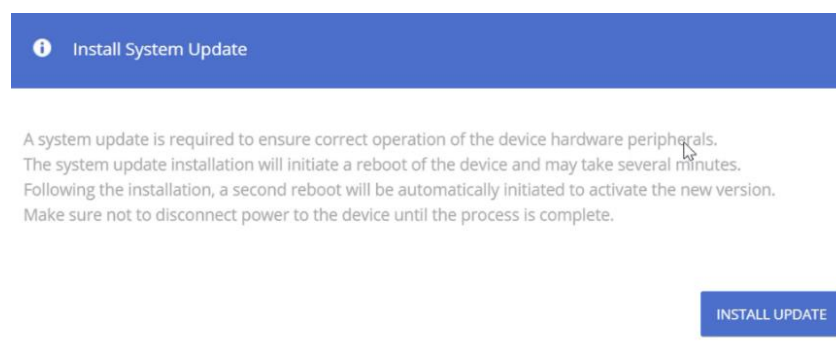 Install System Update
A system update is required to ensure correct operation of the device hardware peripherals.
The system update installation will initiate a reboot of the device and may take several minutes.
Following the installation, a second reboot will be automatically initiated to activate the new version.
Make sure not to disconnect power to the device until the process is complete.
INSTALL UPDATE